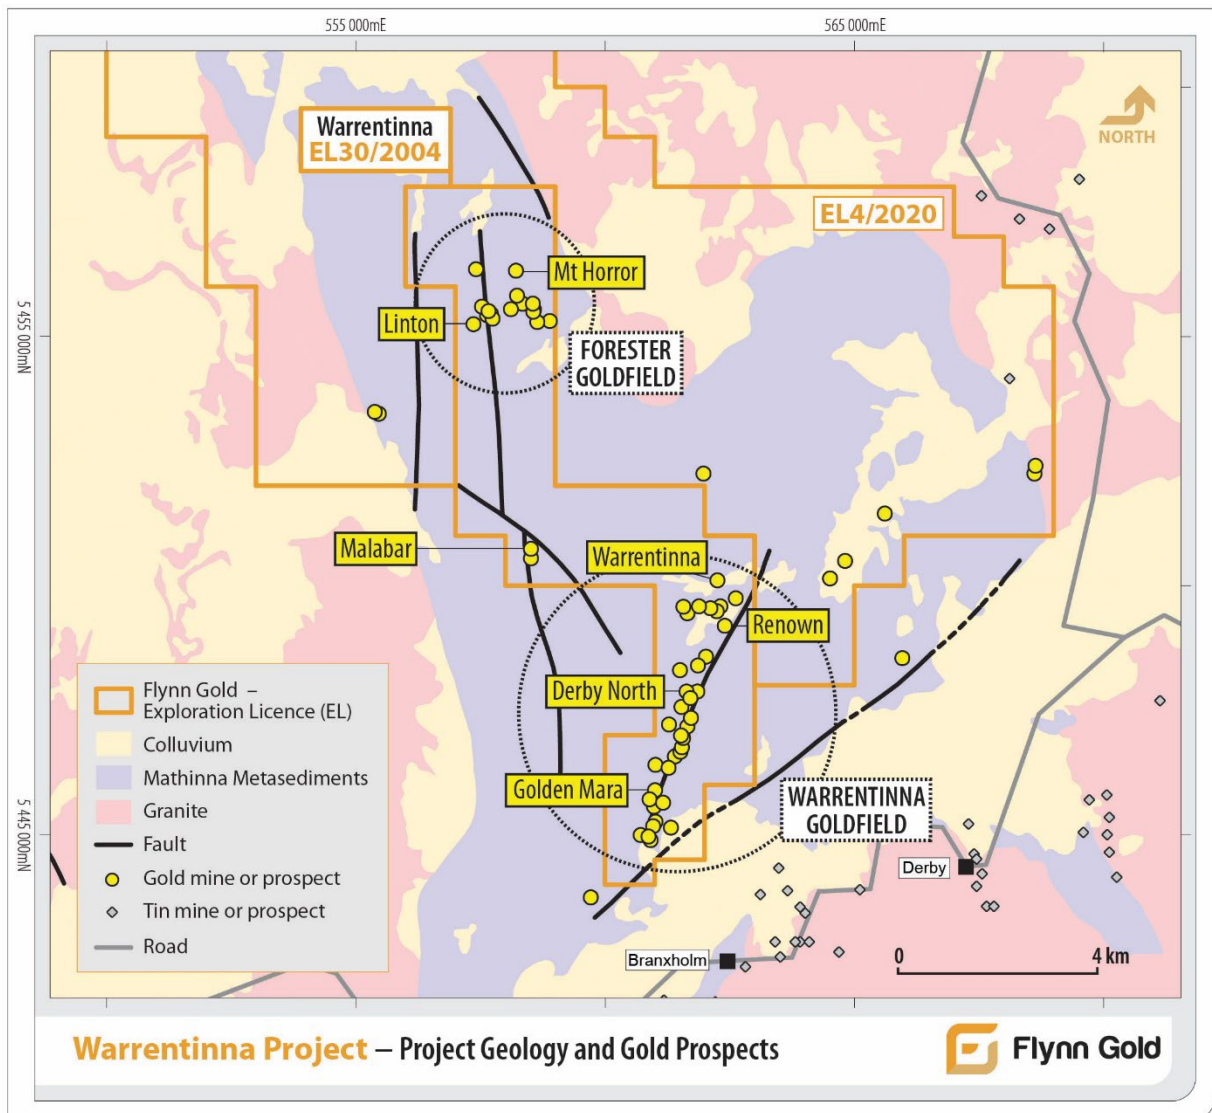 555 000mE
565 000mE
Warrentinna
EL30/2004
NORTH
EL4/2020
Mt Horror
5 455 000mN
Linton
FORESTER
GOLDFIELD
Malabar
Warrentinna
Renown
Derby North
Golden Mara
WARRENTINNA
GOLDFIELD
5 445 000mN
Derby
Branxholm
0 4 km
Flynn Gold –
Exploration Licence (EL)
Colluvium
Mathinna Metasediments
Granite
Fault
Gold mine or prospect
Tin mine or prospect
Road
Warrentinna Project – Project Geology and Gold Prospects
Flynn Gold